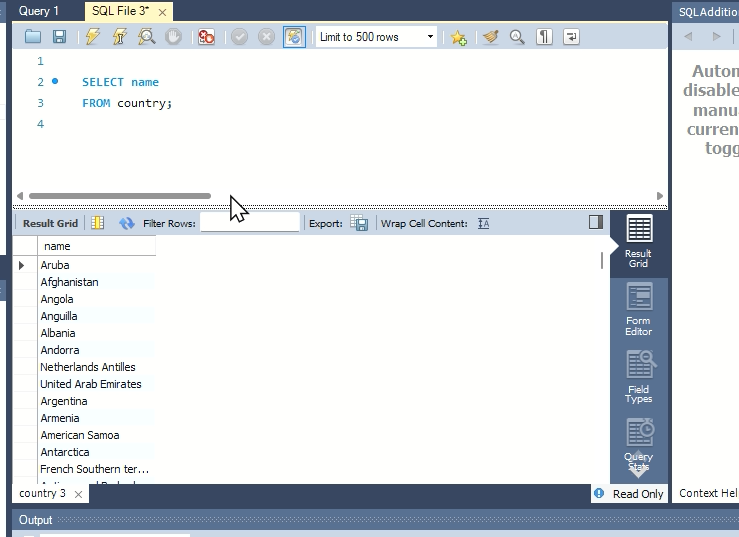 Query 1
SQL File 3*
SQLAddition
Limit to 500 rows
1
2 SELECT name
3 FROM country;
4
Autom
disable
manua
curren
togg
Result Grid
Filter Rows:
Export:
Wrap Cell Content:
name
Aruba
Afghanistan
Angola
Anguilla
Albania
Andorra
Netherlands Antilles
United Arab Emirates
Argentina
Armenia
American Samoa
Antarctica
French Southern ter...
Result
Grid
Form
Editor
Field
Types
Query
Stats
country 3
Read Only
Context Hel
Output